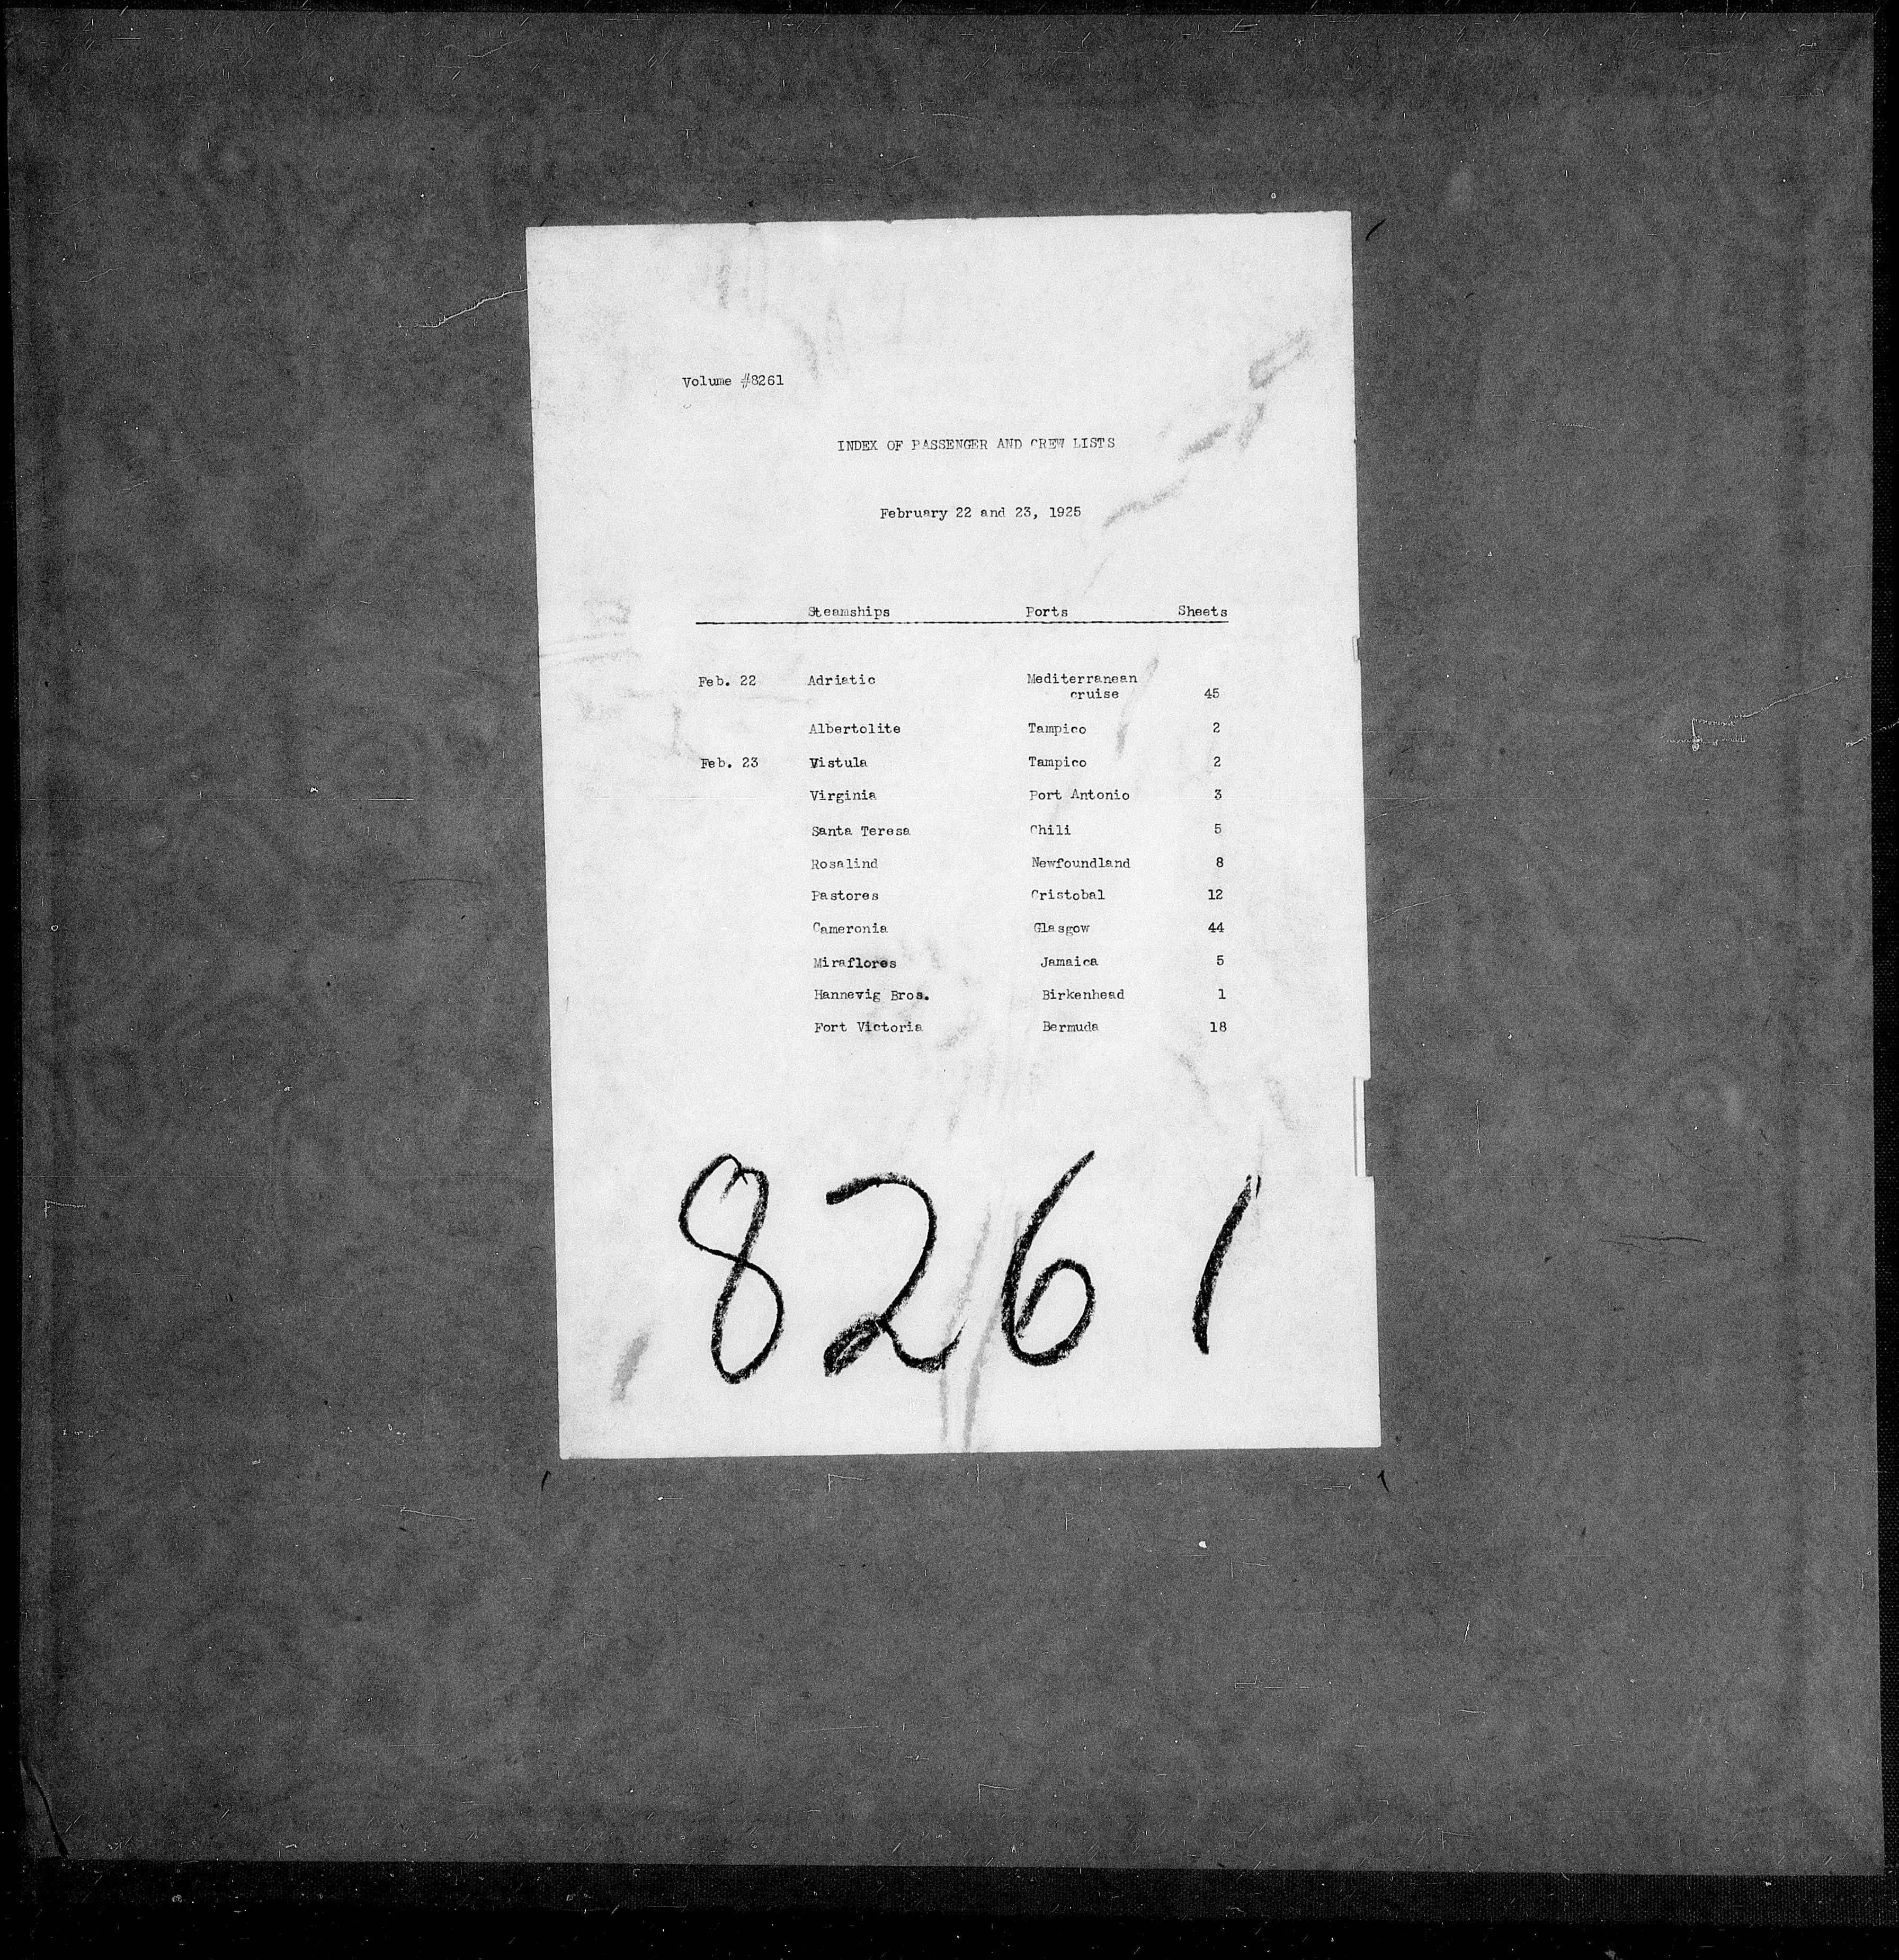 Volume #8261
INDEX OF PASSENGER AND CREW LISTS
February 22 and 23, 1925
Steamships Ports Sheets
Feb. 22 Adriatic Mediterranean
cruise 45
Albertolite Tampico 2
Feb. 23 Vistula Tampico 2
Virginia Port Antonio 3
Santa Teresa Chili 5
Rosalind Newfoundland 8
Pastores Cristobal 12
Cameronia Glasgow 44
Miraflores Jamaica 5
Hannevig Bros. Birkenhead 1
Fort Victoria Bermuda 18
8261